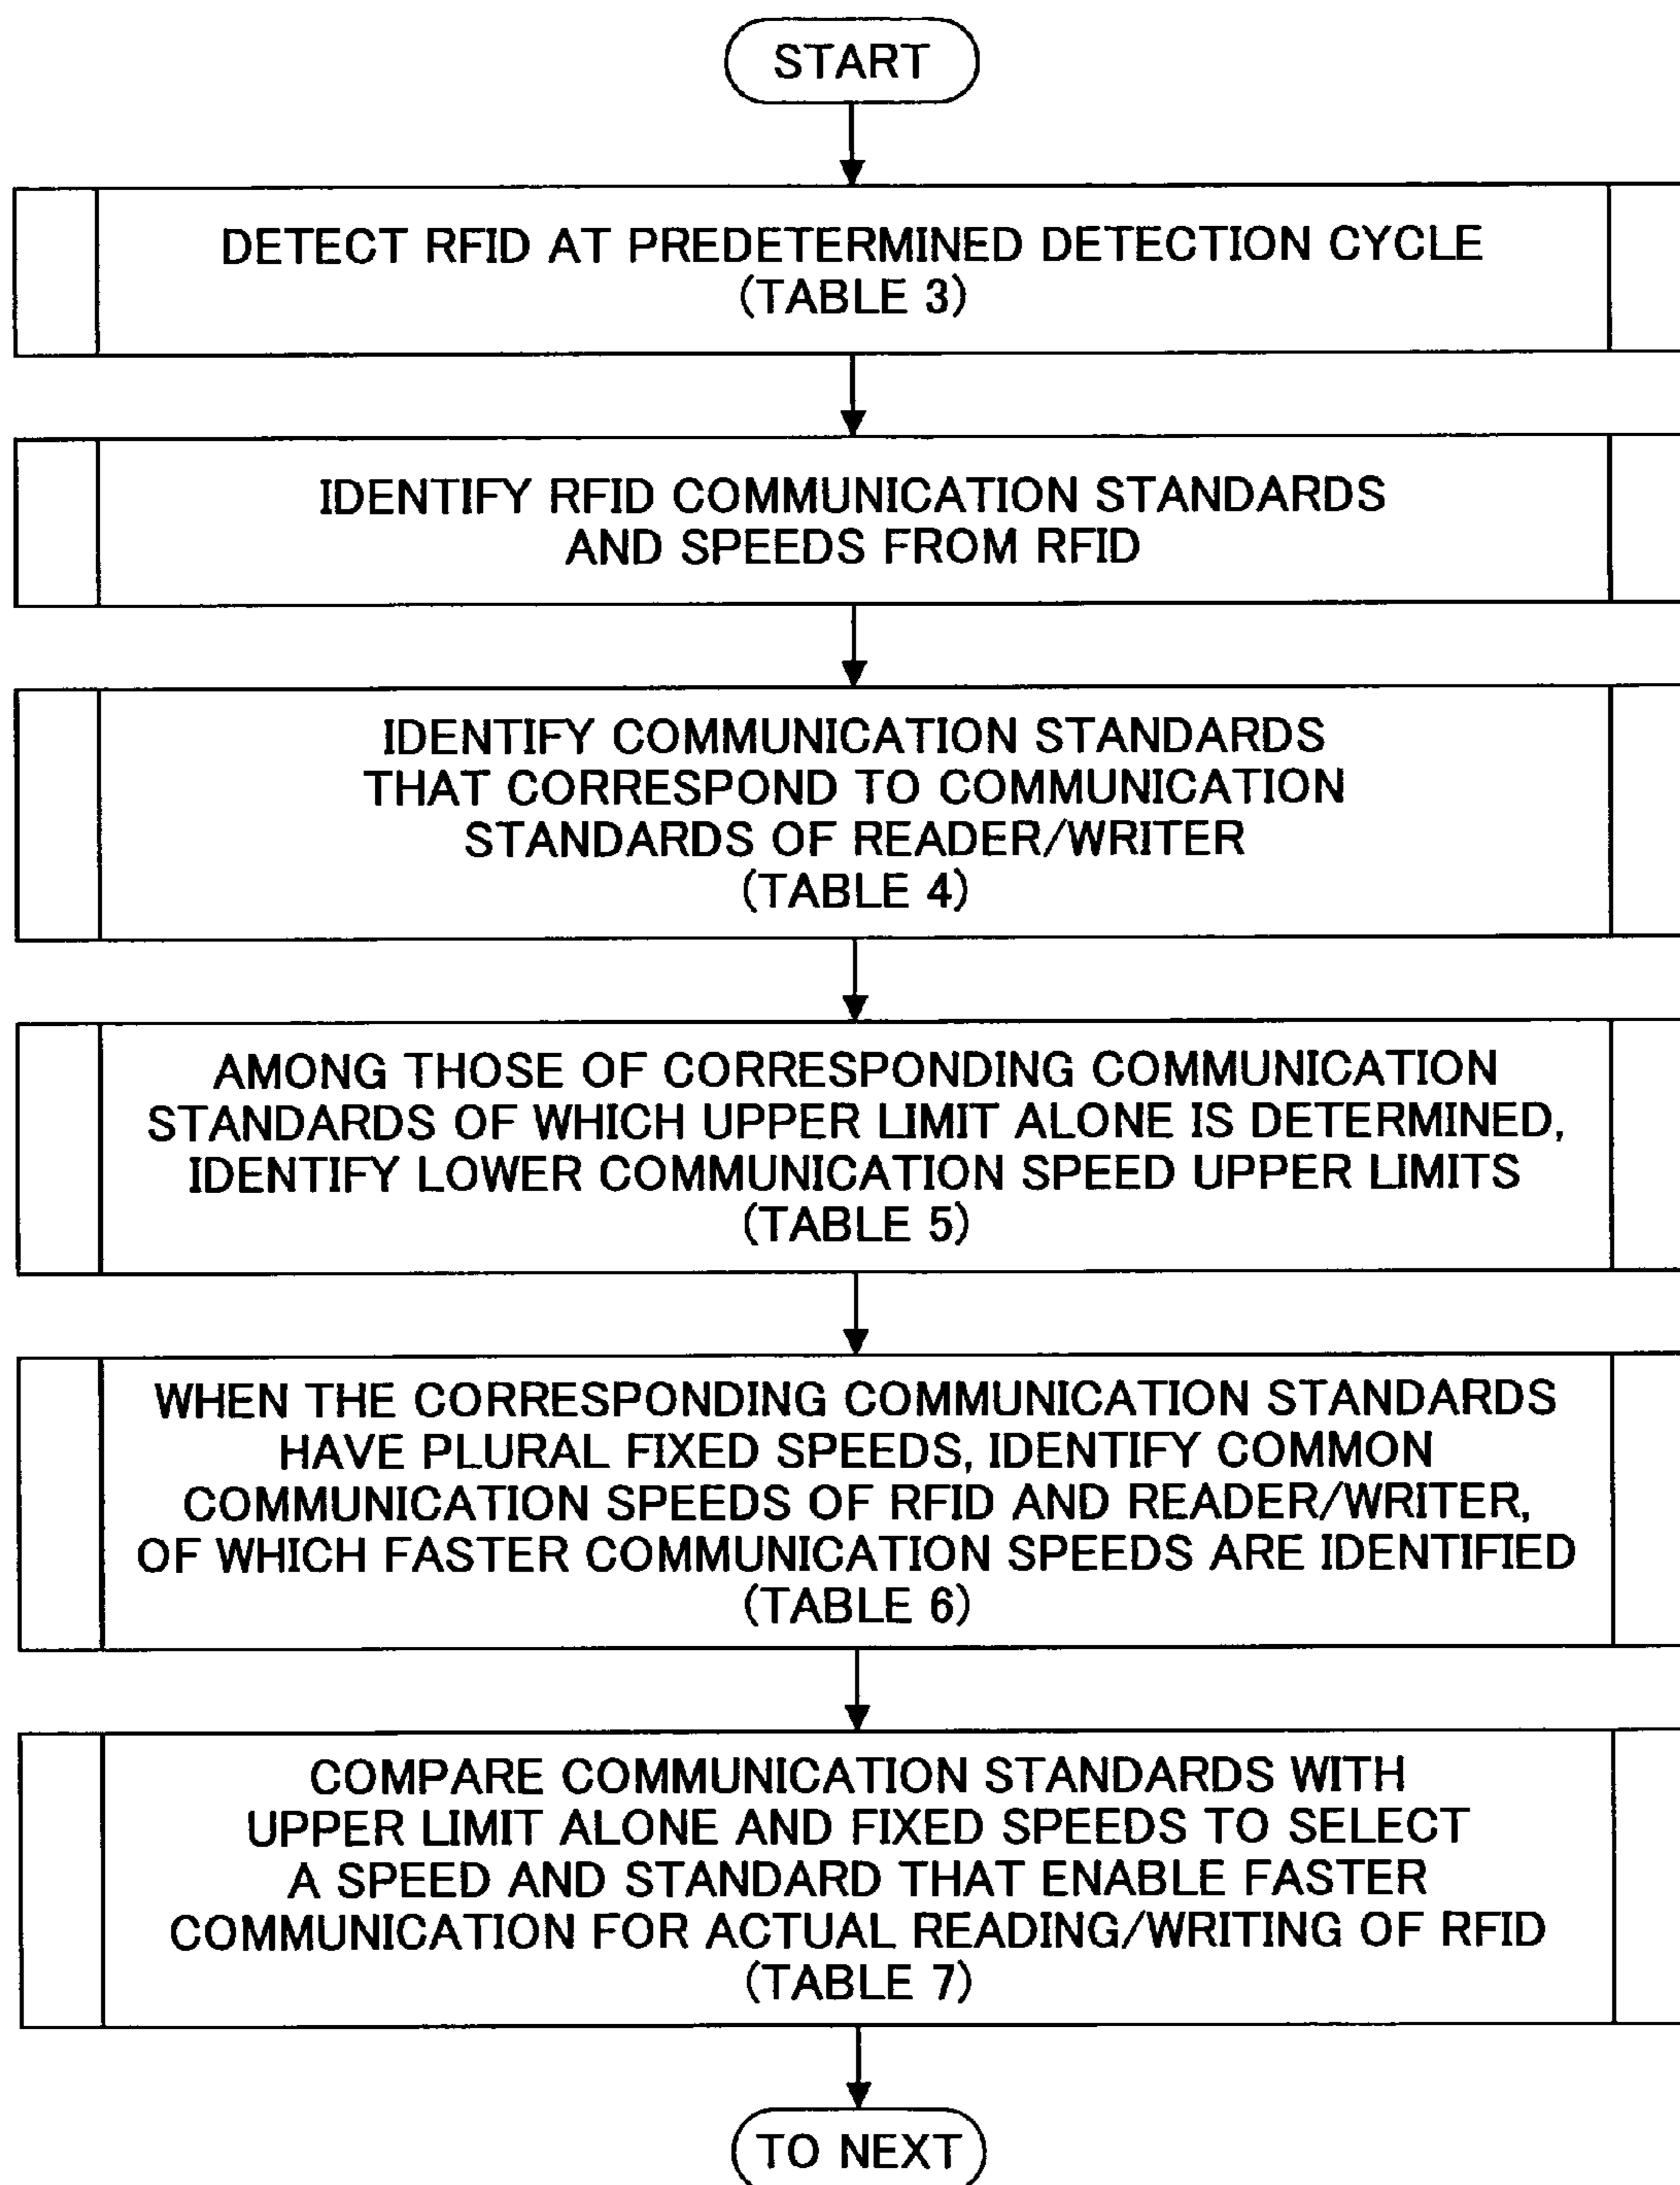 START
DETECT RFID AT PREDETERMINED DETECTION CYCLE
(TABLE 3)
IDENTIFY RFID COMMUNICATION STANDARDS
AND SPEEDS FROM RFID
IDENTIFY COMMUNICATION STANDARDS
THAT CORRESPOND TO COMMUNICATION
STANDARDS OF READER/WRITER
(TABLE 4)
AMONG THOSE OF CORRESPONDING COMMUNICATION
STANDARDS OF WHICH UPPER LIMIT ALONE IS DETERMINED,
IDENTIFY LOWER COMMUNICATION SPEED UPPER LIMITS
(TABLE 5)
WHEN THE CORRESPONDING COMMUNICATION STANDARDS
HAVE PLURAL FIXED SPEEDS, IDENTIFY COMMON
COMMUNICATION SPEEDS OF RFID AND READER/WRITER,
OF WHICH FASTER COMMUNICATION SPEEDS ARE IDENTIFIED
(TABLE 6)
COMPARE COMMUNICATION STANDARDS WITH
UPPER LIMIT ALONE AND FIXED SPEEDS TO SELECT
A SPEED AND STANDARD THAT ENABLE FASTER
COMMUNICATION FOR ACTUAL READING/WRITING OF RFID
(TABLE 7)
TO NEXT